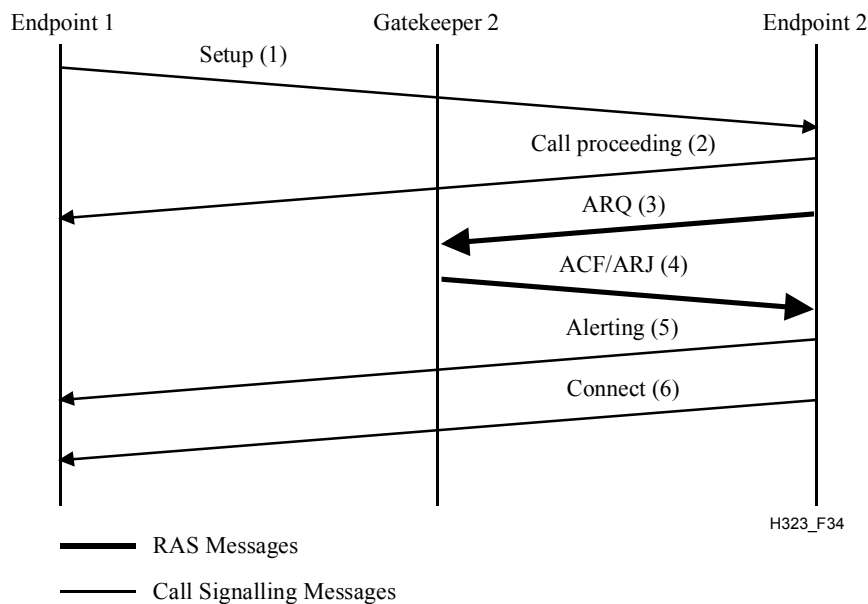 Endpoint 1 Gatekeeper 2 Endpoint 2
Setup (1)
Call proceeding (2)
ARQ (3)
ACF/ARJ (4)
Alerting (5)
Connect (6)
H323_F34
RAS Messages
Call Signalling Messages